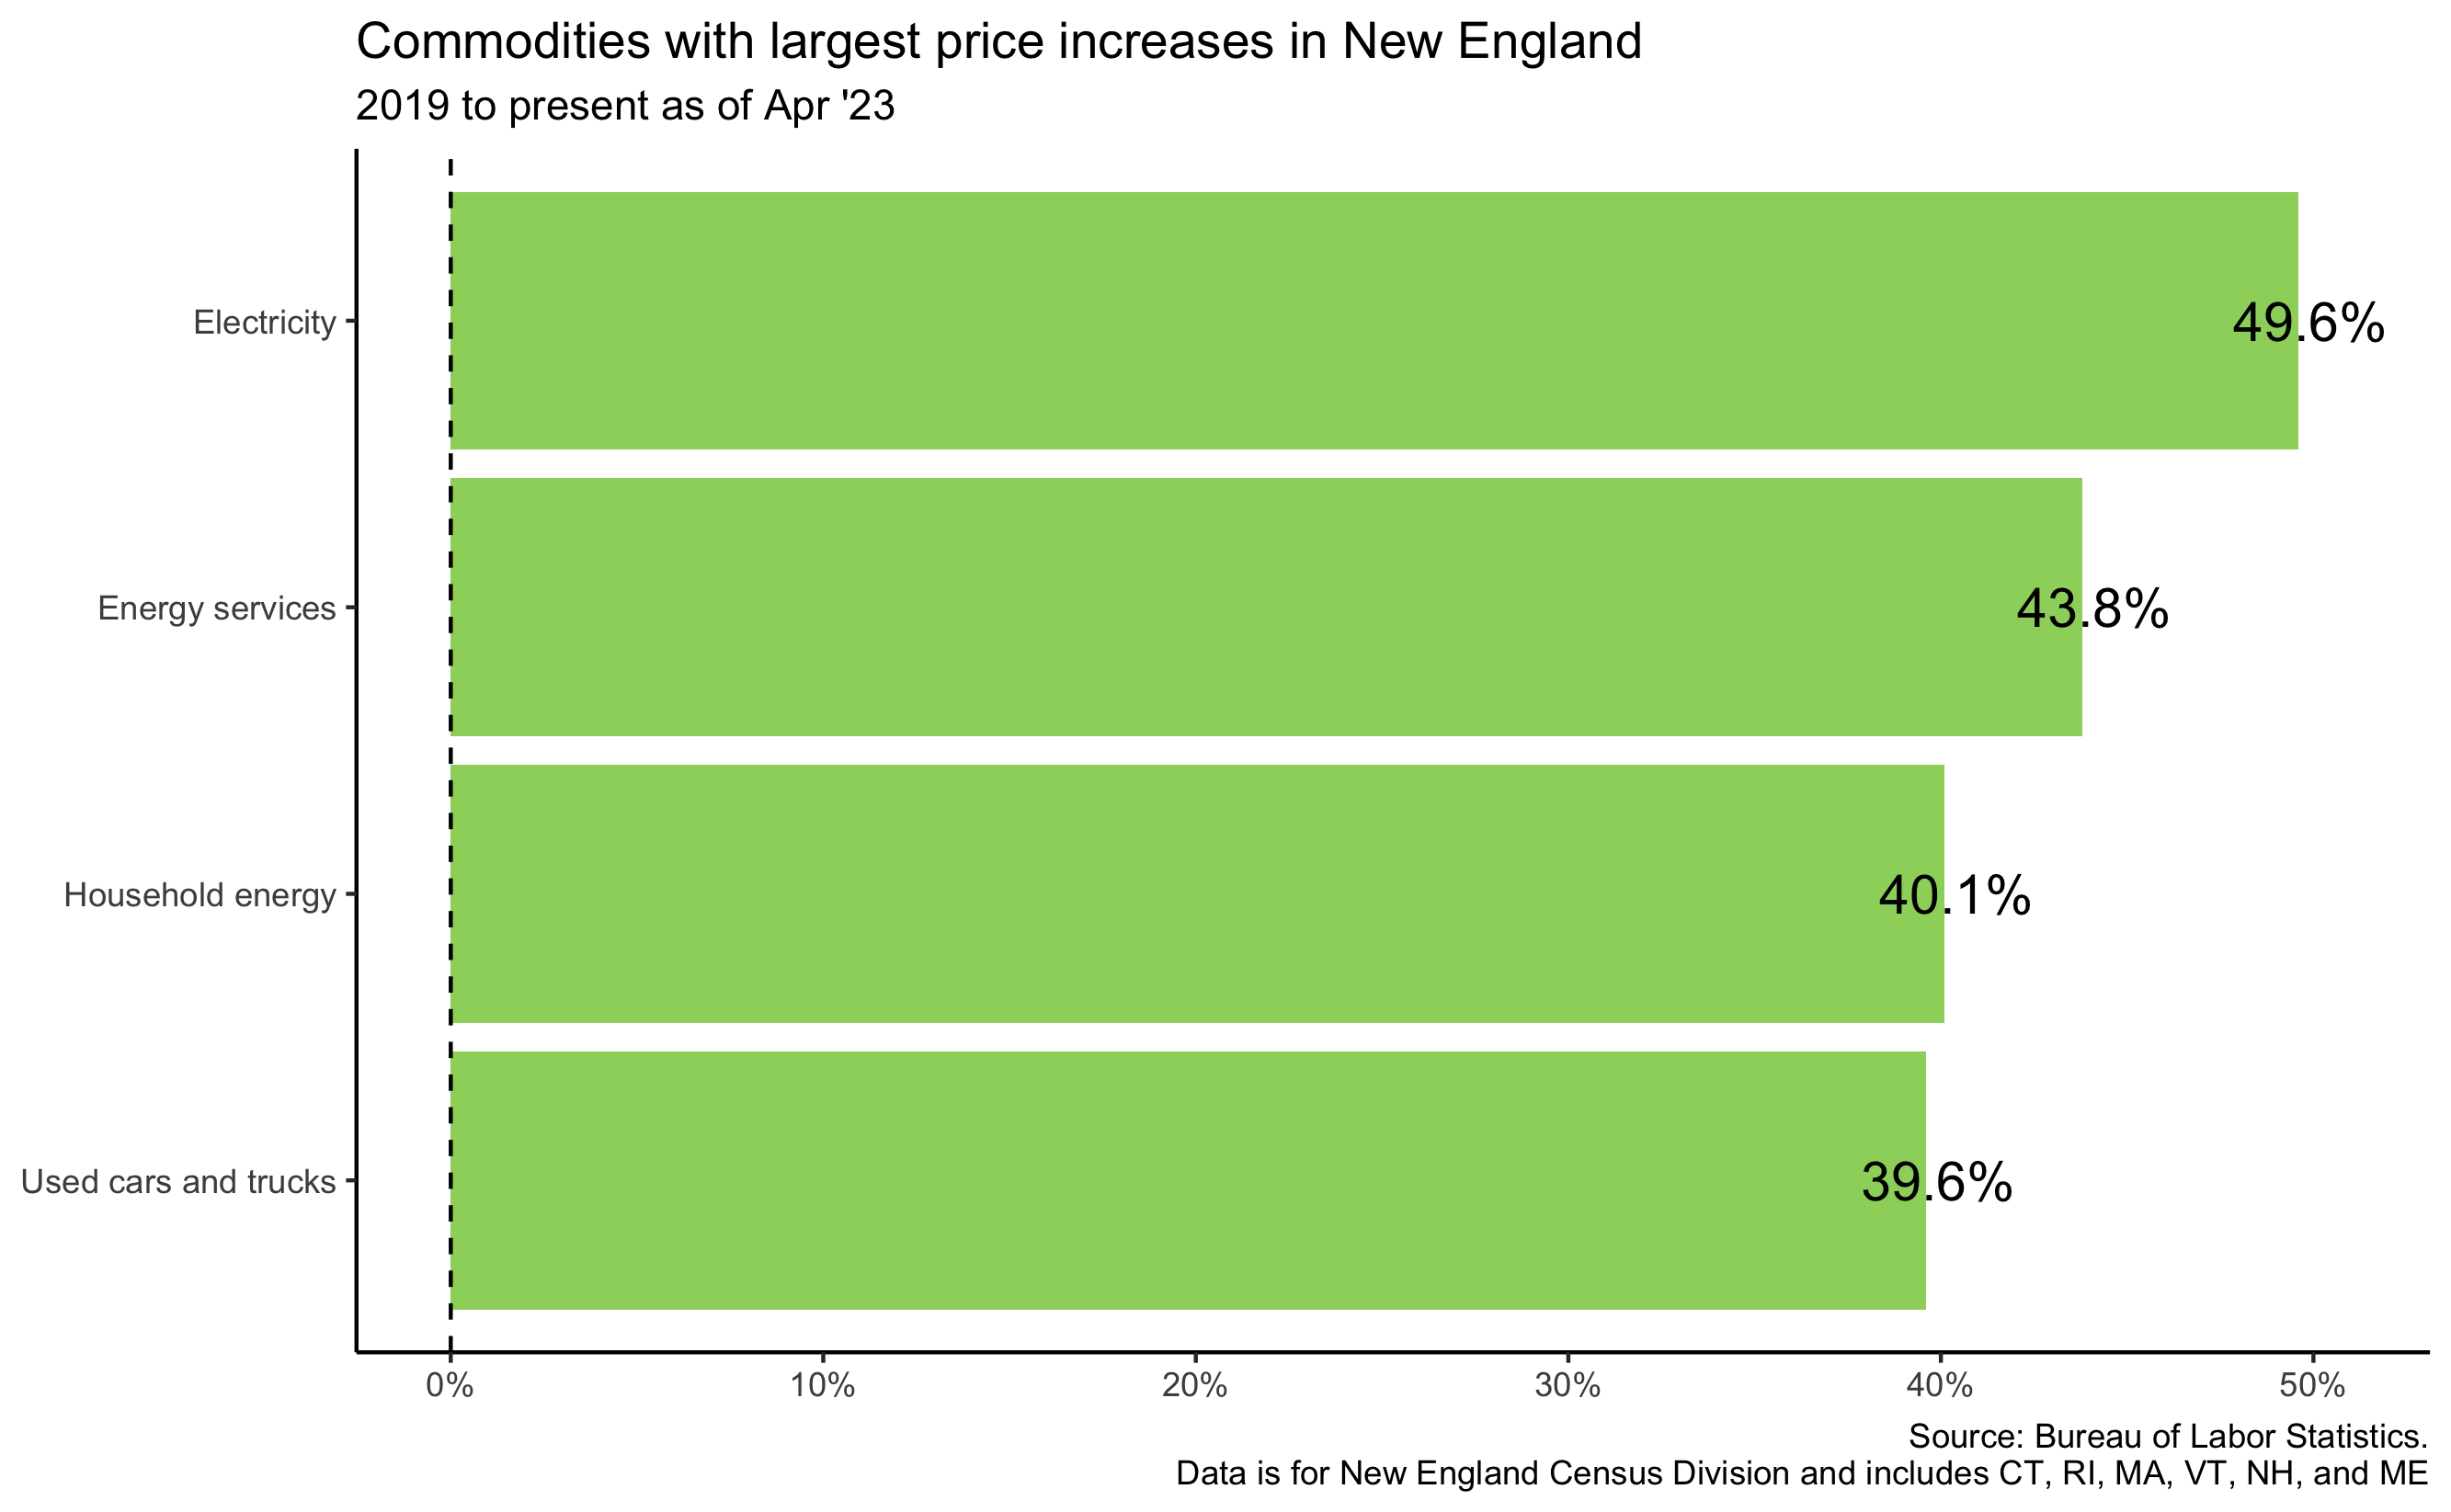 Commodities with largest price increases in New England
2019 to present as of Apr '23
Electricity
49.6%
Energy services
43.8%
Household energy
40.1%
Used cars and trucks
39.6%
0% 10% 20% 30% 40% 50%
Source: Bureau of Labor Statistics.
Data is for New England Census Division and includes CT, RI, MA, VT, NH, and ME